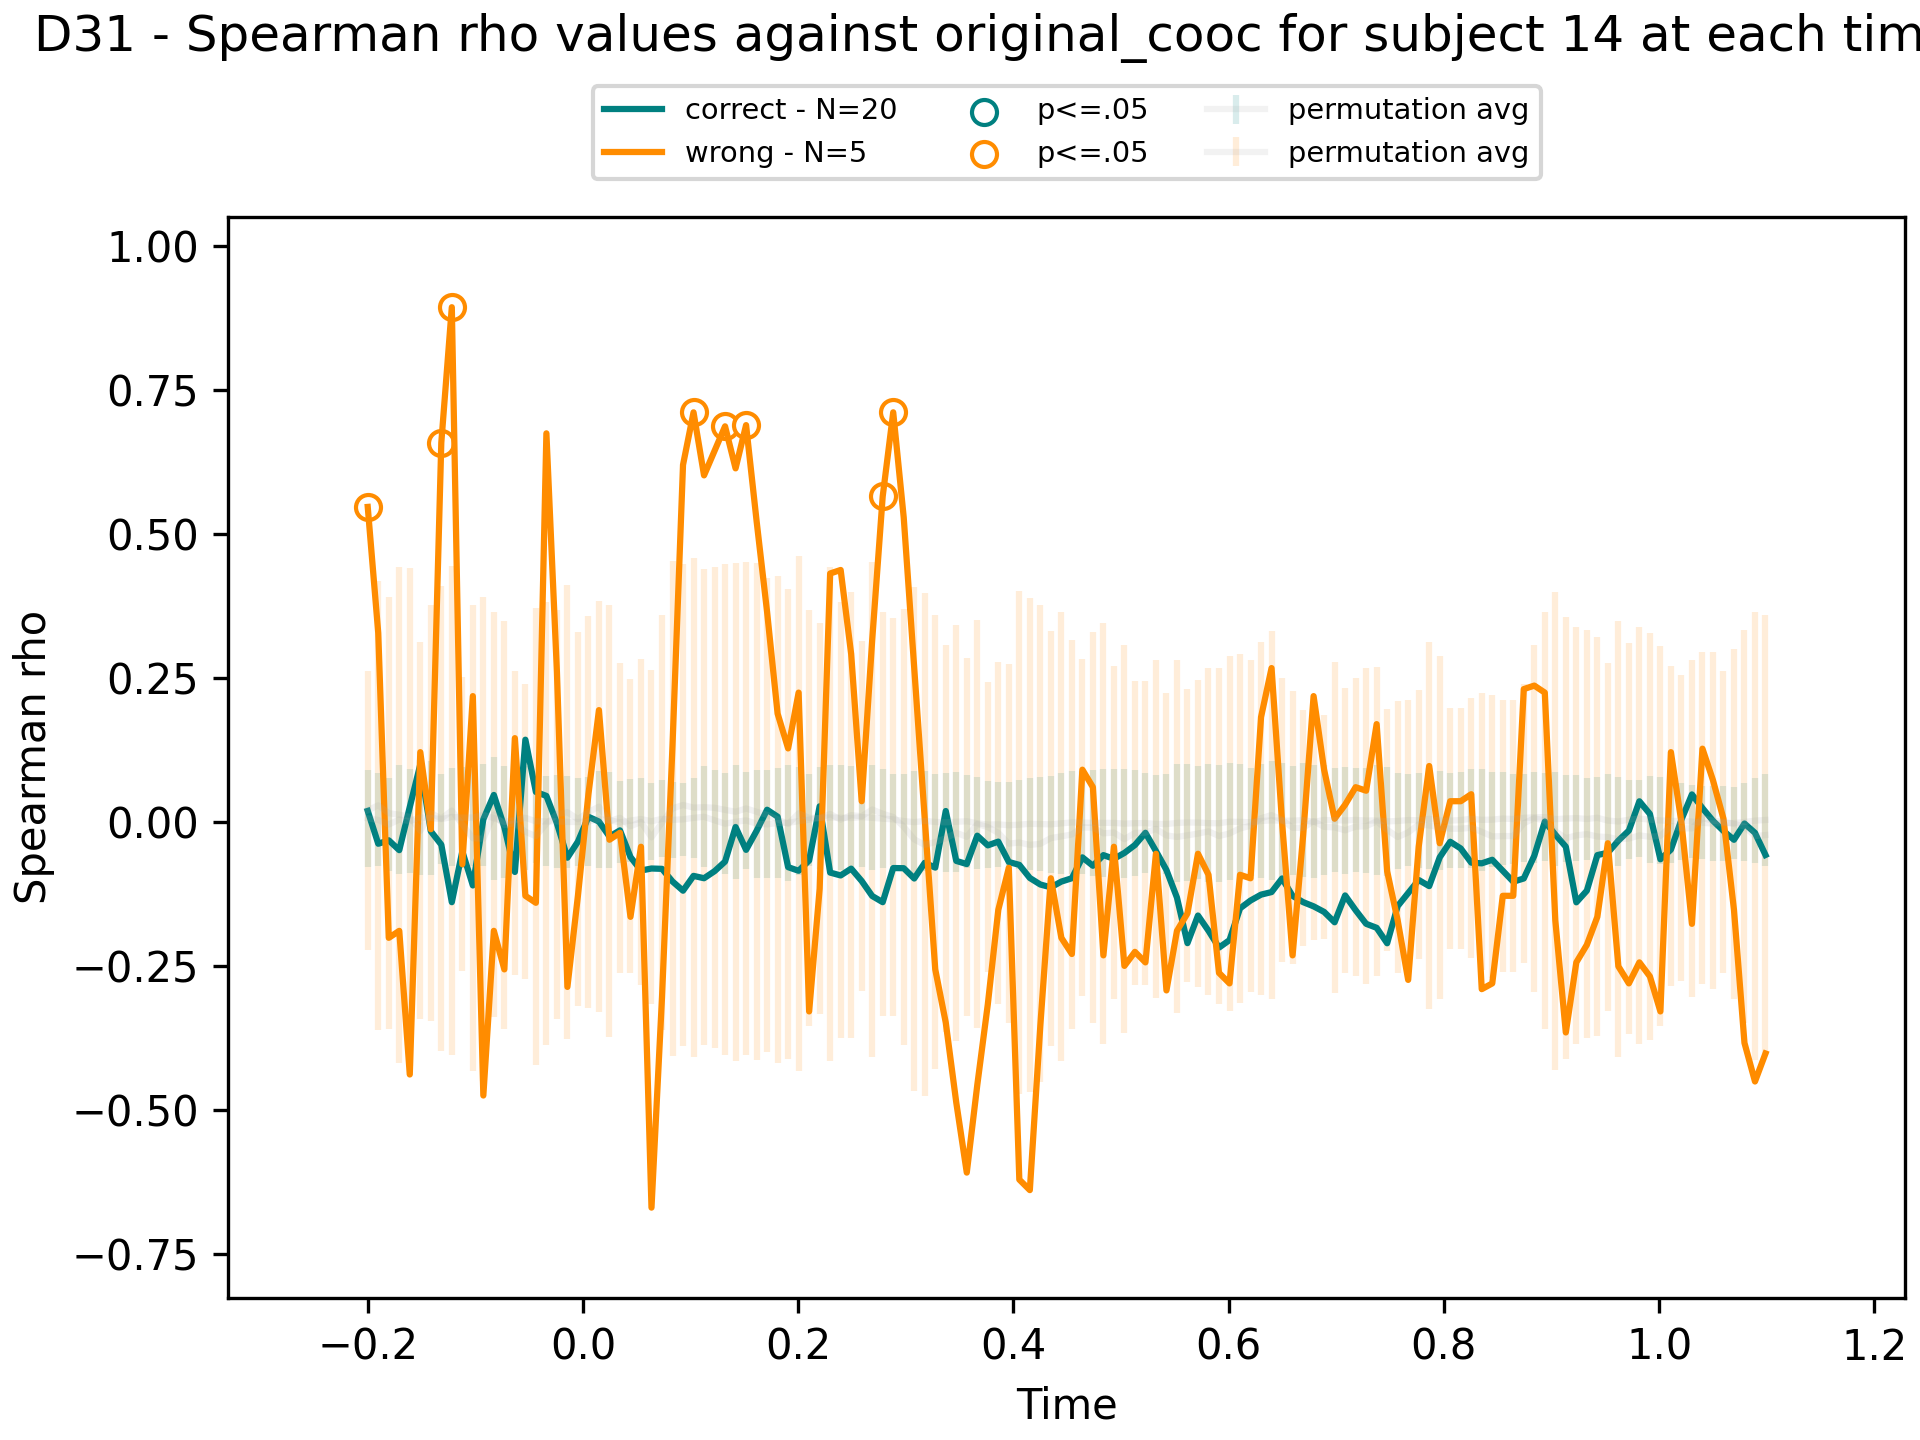 D31 - Spearman rho values against original_cooc for subject 14 at each tim
correct - N=20 p<=.05 permutation avg
wrong - N=5 p<=.05 permutation avg
1.00
0.75
0.50
0.25
0.00
−0.25
−0.50
−0.75
Spearman rho
−0.2 0.0 0.2 0.4 0.6 0.8 1.0 1.2
Time